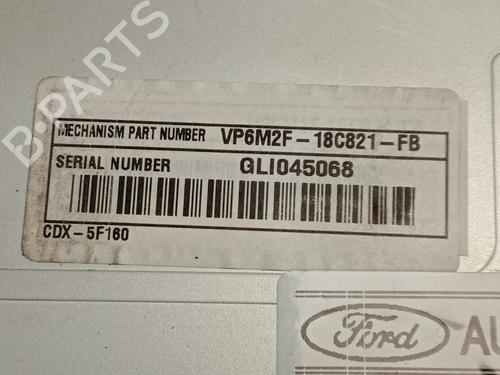 B-PARTS
MECHANISM PART NUMBER VP6M2F-18C821-FB
SERIAL NUMBER GLI045068
CDX-5F160
Ford AU